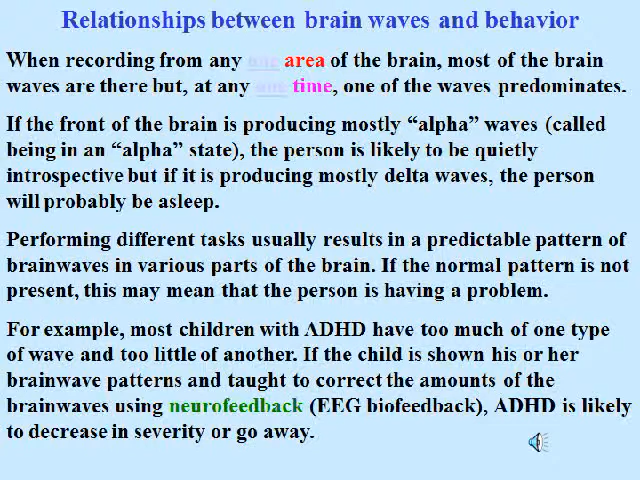 Relationships between brain waves and behavior
When recording from any one area of the brain, most of the brain
waves are there but, at any one time, one of the waves predominates.
If the front of the brain is producing mostly “alpha” waves (called
being in an “alpha” state), the person is likely to be quietly
introspective but if it is producing mostly delta waves, the person
will probably be asleep.
Performing different tasks usually results in a predictable pattern of
brainwaves in various parts of the brain. If the normal pattern is not
present, this may mean that the person is having a problem.
For example, most children with ADHD have too much of one type
of wave and too little of another. If the child is shown his or her
brainwave patterns and taught to correct the amounts of the
brainwaves using neurofeedback (EEG biofeedback), ADHD is likely
to decrease in severity or go away.